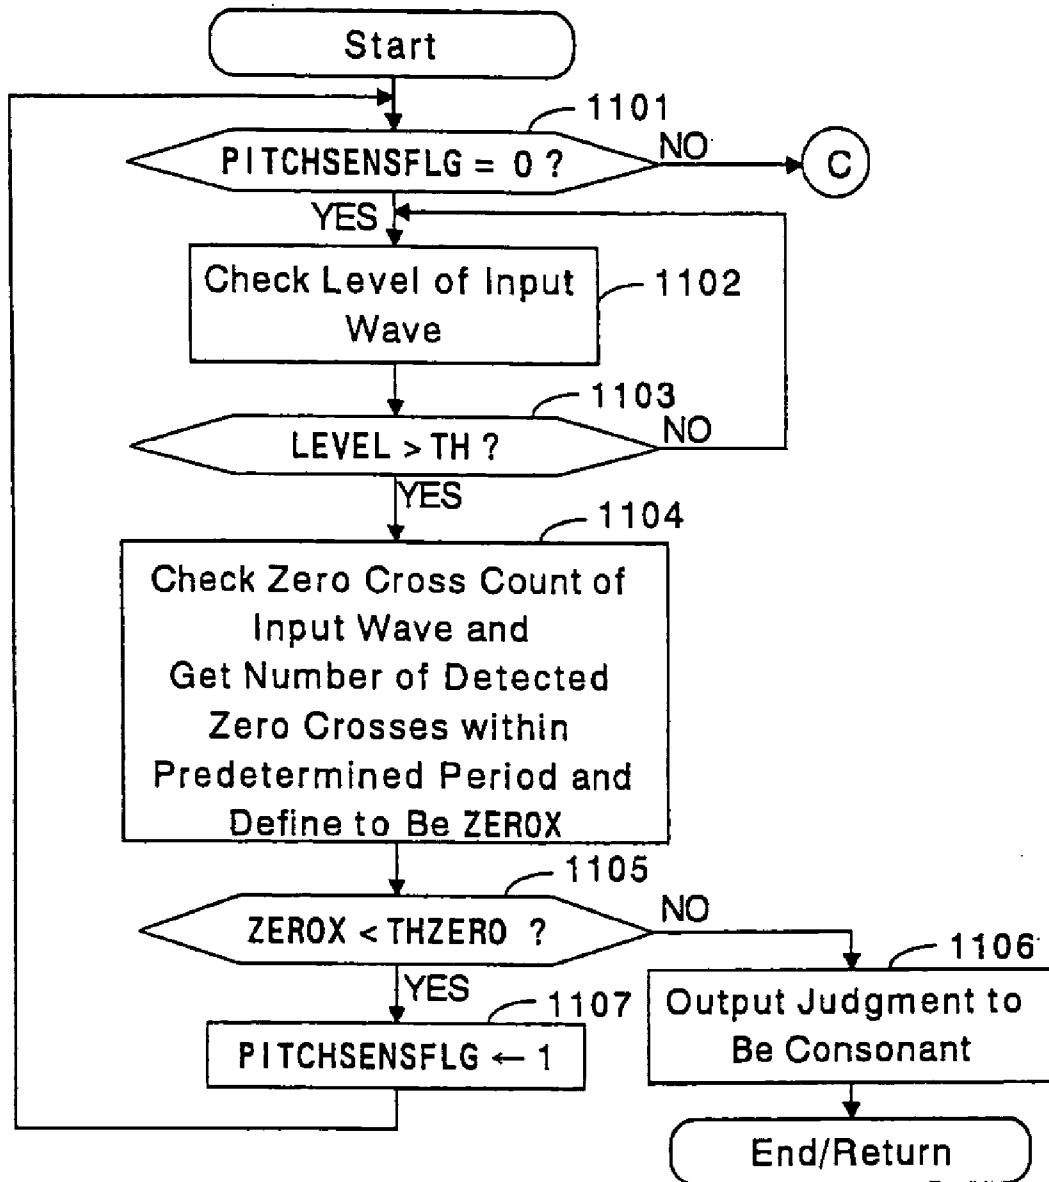 Start
1101
PITCHSENSFLG = 0 ?
NO
C
YES
Check Level of Input
Wave
1102
1103
LEVEL > TH ?
NO
YES
1104
Check Zero Cross Count of
Input Wave and
Get Number of Detected
Zero Crosses within
Predetermined Period and
Define to Be ZEROX
1105
ZEROX < THZERO ?
NO
YES
1106
Output Judgment to
Be Consonant
1107
PITCHSENSFLG ← 1
End/Return